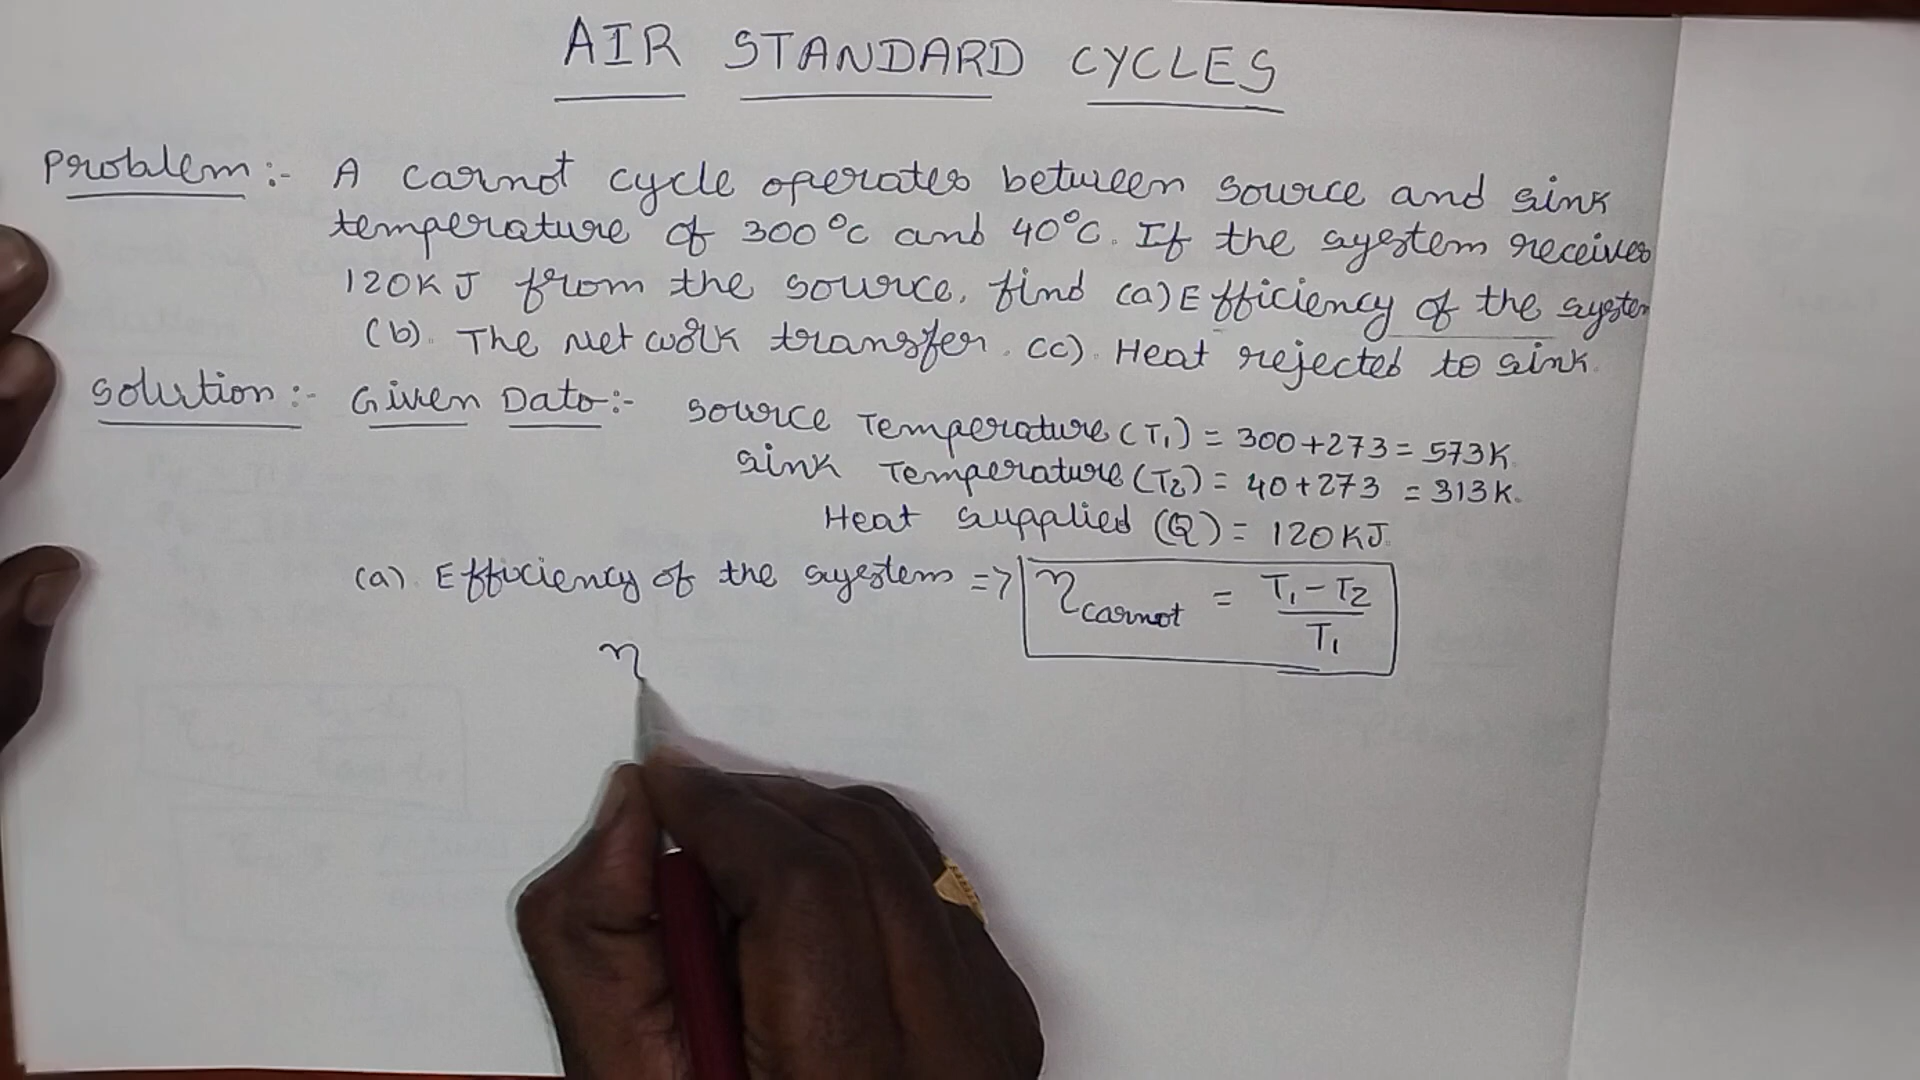 AIR STANDARD CYCLES
Problem:- A carnot cycle operates between source and sink
temperature of 300°c and 40°c. If the system receives
120KJ from the source, find (a) Efficiency of the system
(b). The net work transfer. (c). Heat rejected to sink.
Solution:- Given Data:- source Temperature (T1) = 300+273 = 573K.
sink Temperature (T2) = 40+273 = 313K.
Heat supplied (Q) = 120KJ.
(a). Efficiency of the system => η carnot = T1-T2 / T1
η